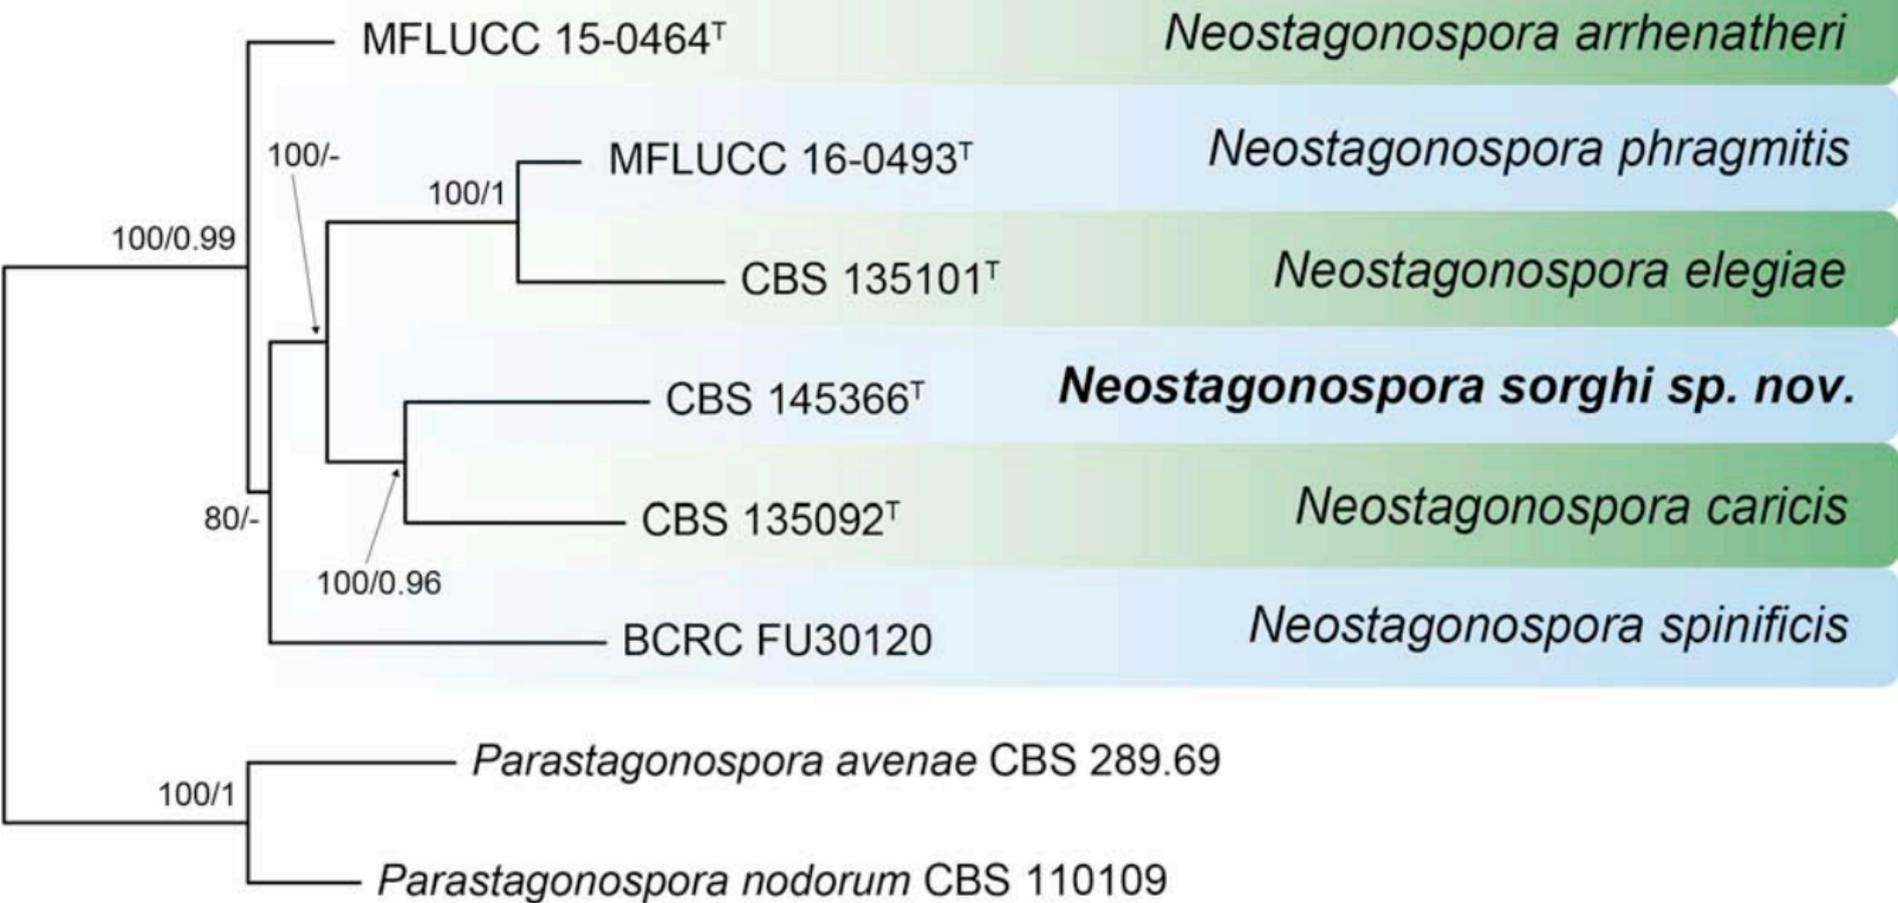 MFLUCC 15-0464ᵀ Neostagonospora arrhenatheri
100/-
MFLUCC 16-0493ᵀ Neostagonospora phragmitis
100/1
100/0.99
CBS 135101ᵀ Neostagonospora elegiae
CBS 145366ᵀ Neostagonospora sorghi sp. nov.
80/-
CBS 135092ᵀ Neostagonospora caricis
100/0.96
BCRC FU30120 Neostagonospora spinificis
Parastagonospora avenae CBS 289.69
100/1
Parastagonospora nodorum CBS 110109